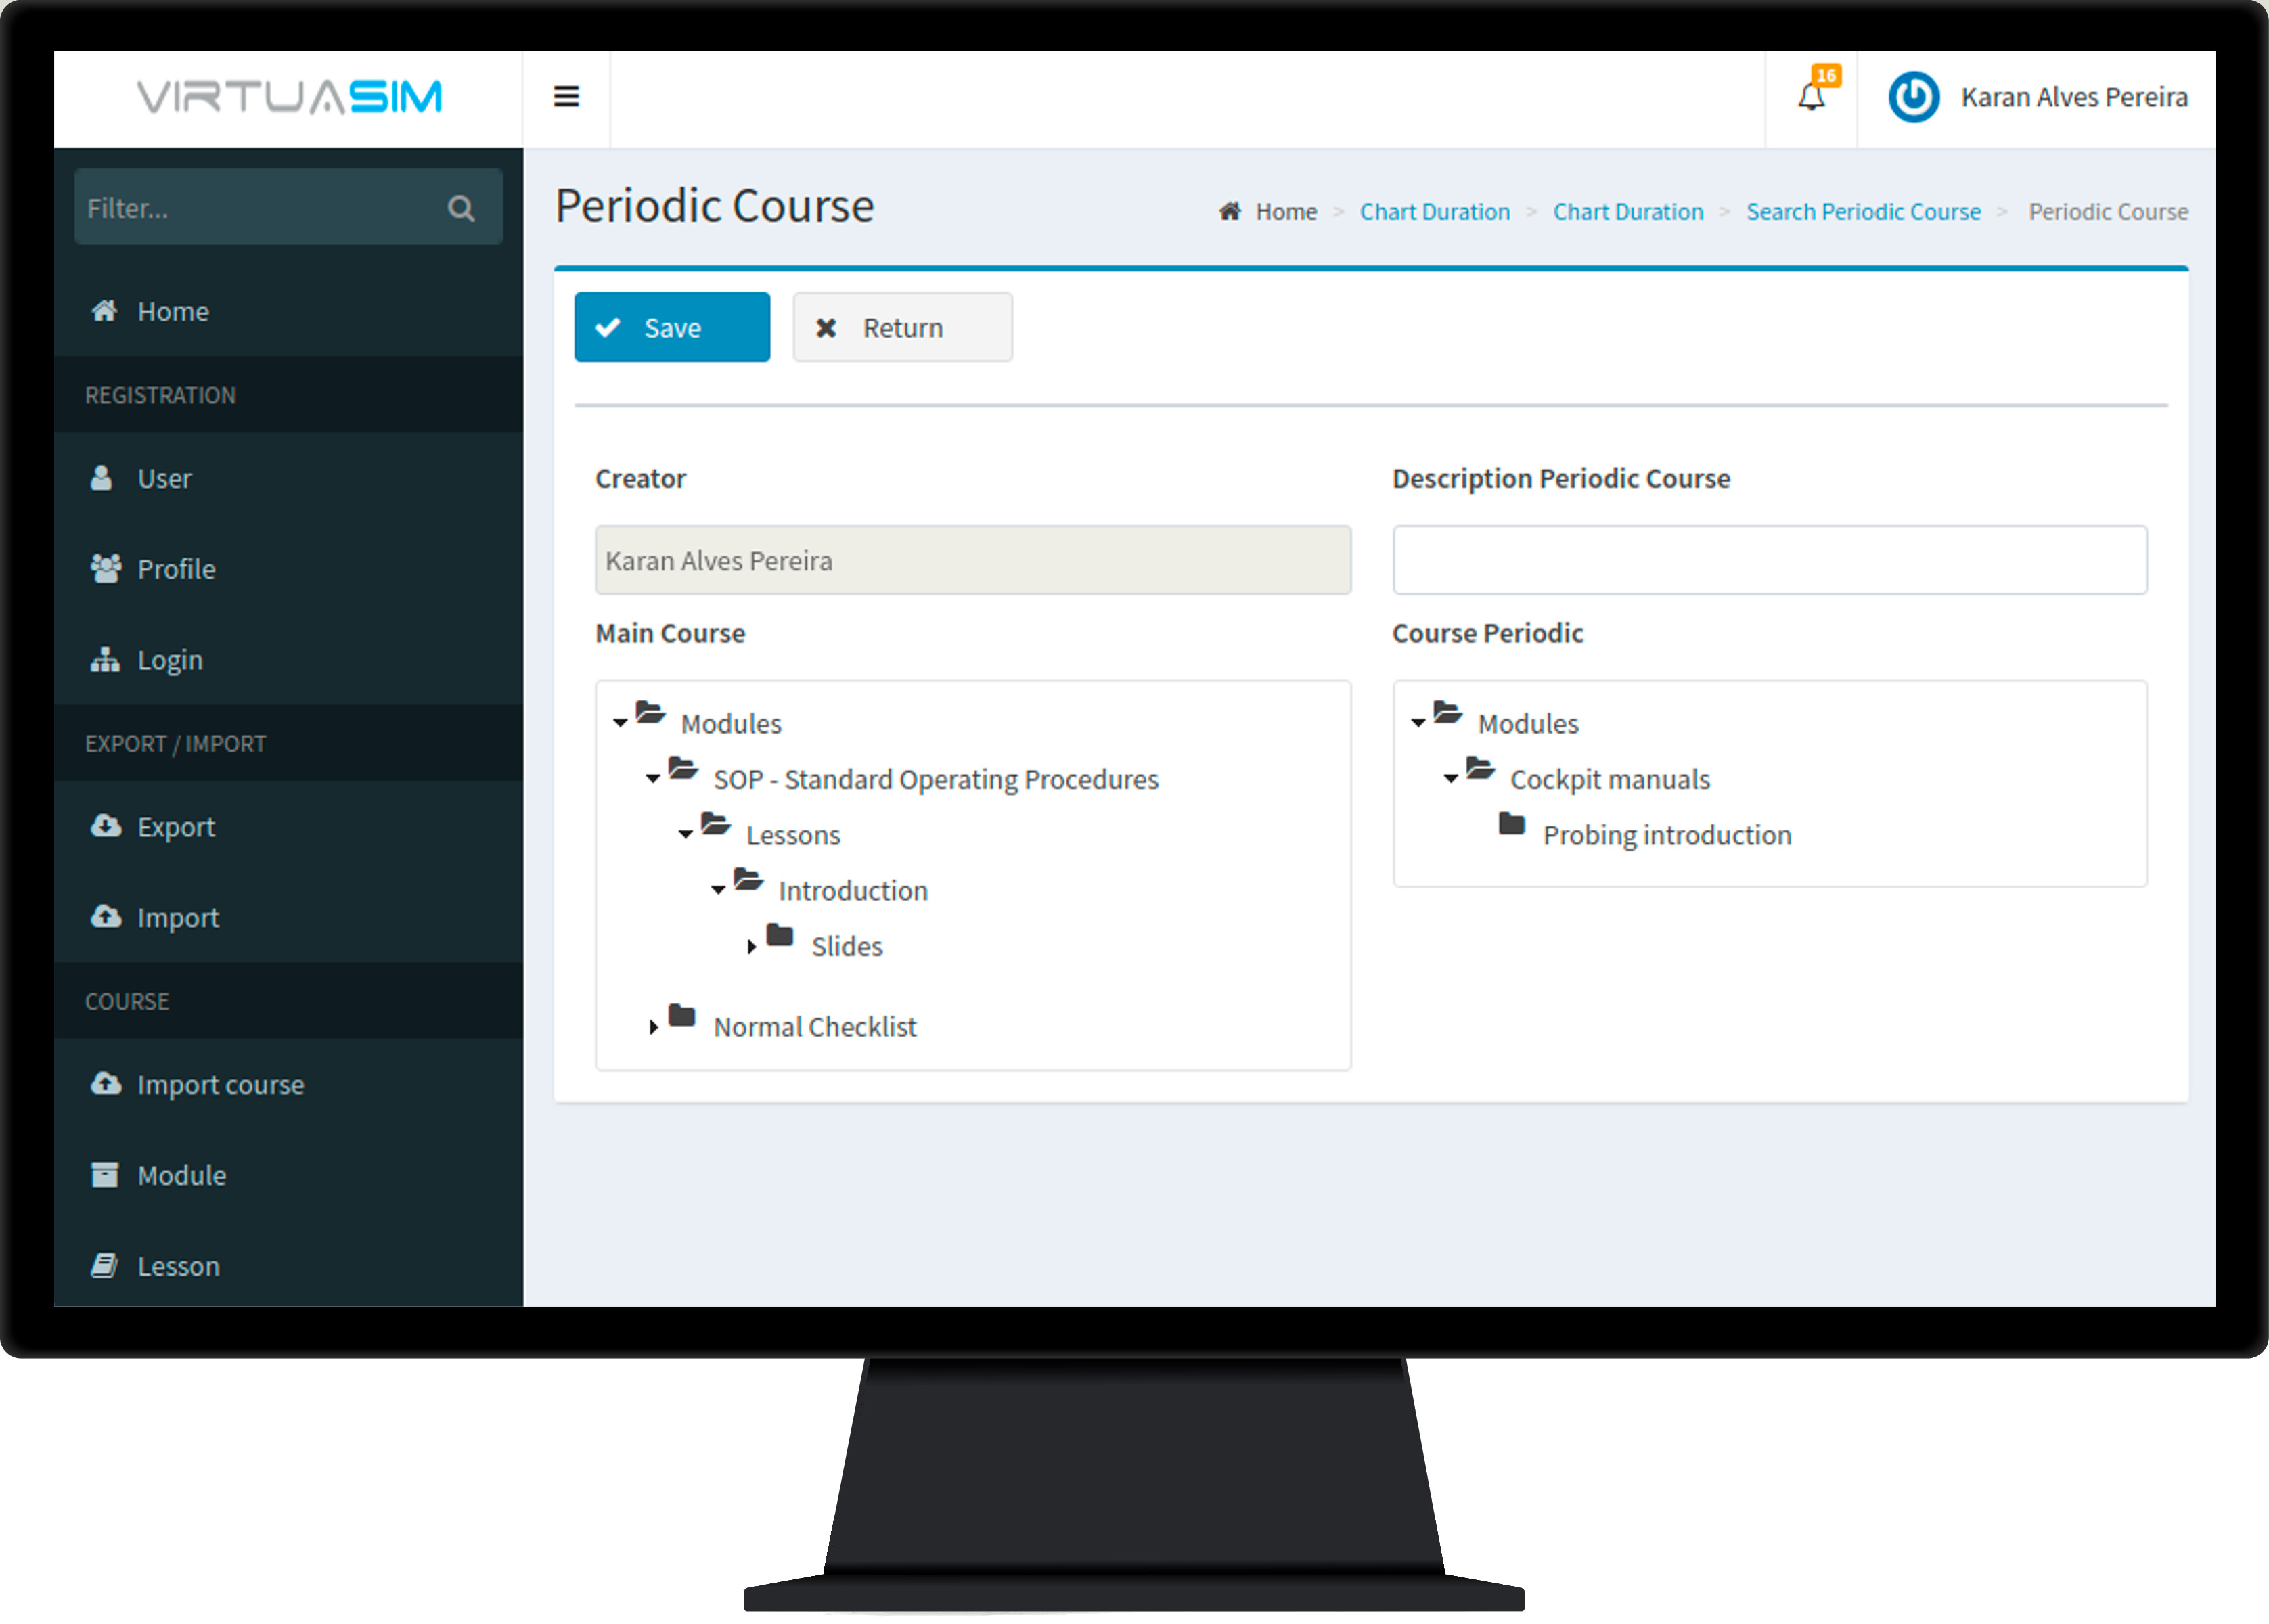 VIRTUASIM
16
Karan Alves Pereira
Filter...
Home
REGISTRATION
User
Profile
Login
EXPORT / IMPORT
Export
Import
COURSE
Import course
Module
Lesson
Periodic Course
Home > Chart Duration > Chart Duration > Search Periodic Course > Periodic Course
Save
Return
Creator
Karan Alves Pereira
Description Periodic Course
Main Course
Modules
SOP - Standard Operating Procedures
Lessons
Introduction
Slides
Normal Checklist
Course Periodic
Modules
Cockpit manuals
Probing introduction